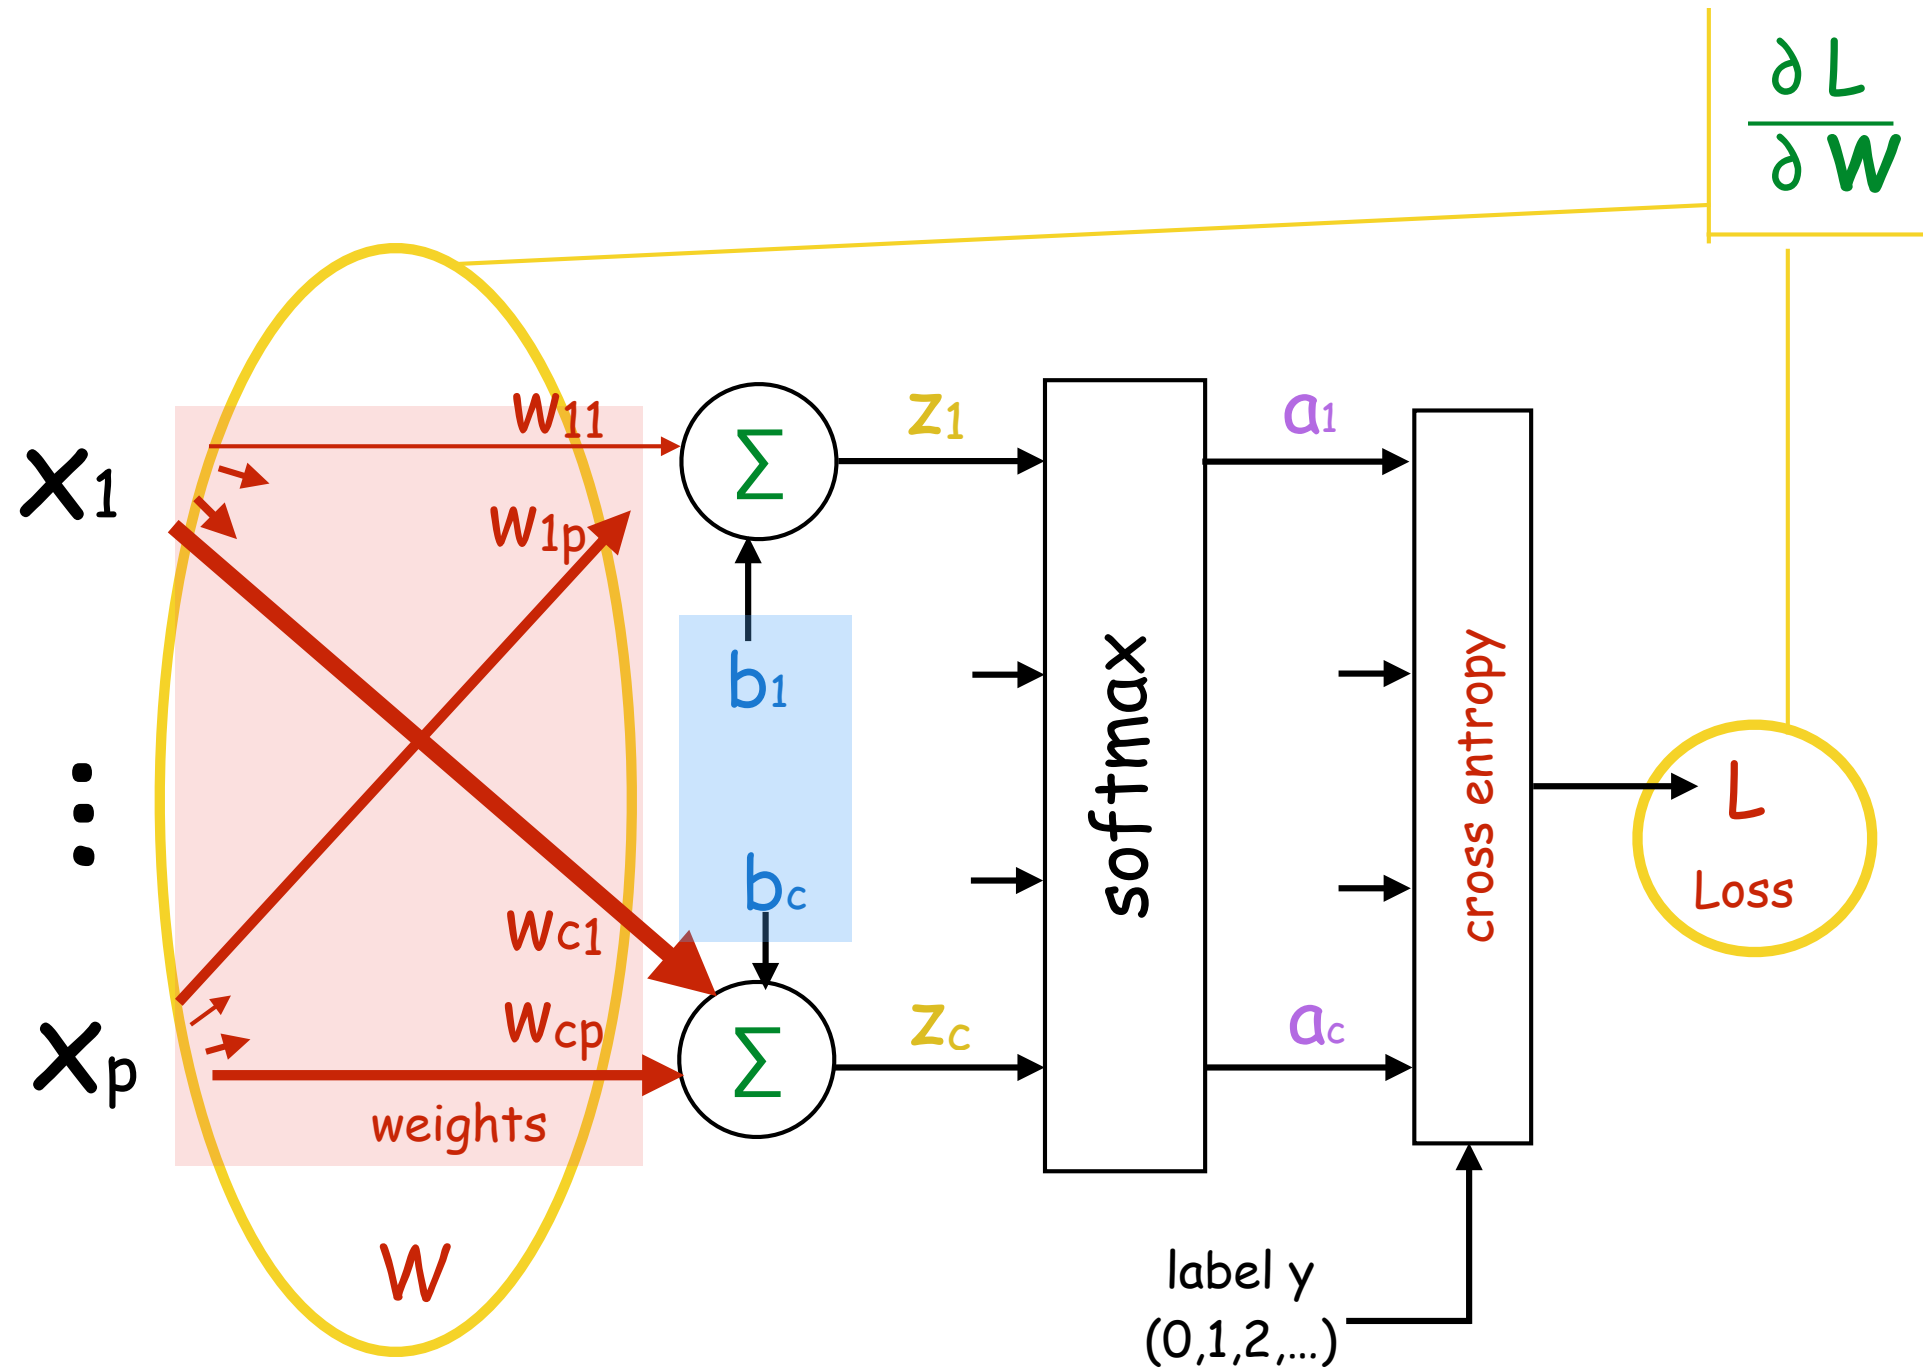 ∂ L
∂ W
x1
w11
Σ
z1
a1
w1p
b1
softmax
cross entropy
⋮
L
Loss
bc
wc1
xp
wcp
Σ
zc
ac
weights
W
label y
(0,1,2,...)